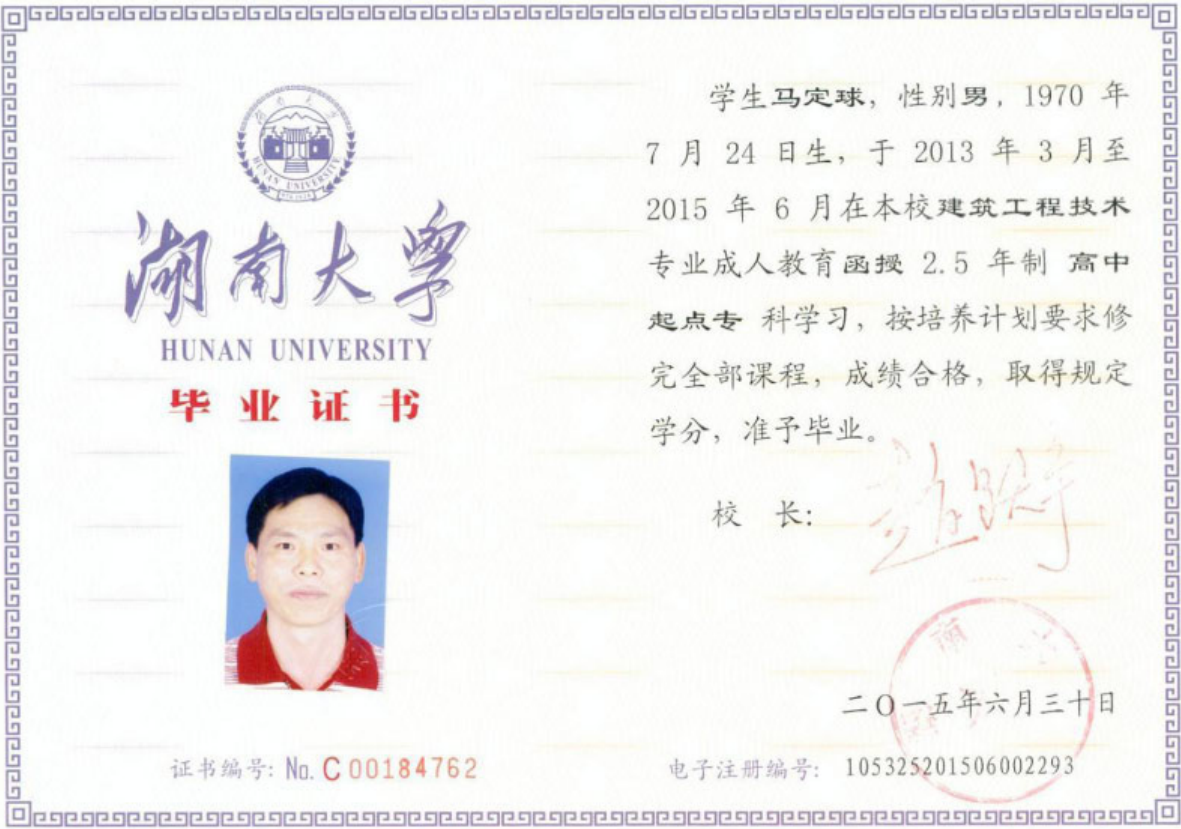 HUNAN UNIVERSITY
湖南大学
HUNAN UNIVERSITY
毕业证书
证书编号: No. C 00184762
学生马定球，性别男，1970 年
7 月 24 日生，于 2013 年 3 月至
2015 年 6 月在本校建筑工程技术
专业成人教育函授 2.5 年制 高中
起点专 科学习，按培养计划要求修
完全部课程，成绩合格，取得规定
学分，准予毕业。
校 长:
二O一五年六月三十日
电子注册编号: 105325201506002293